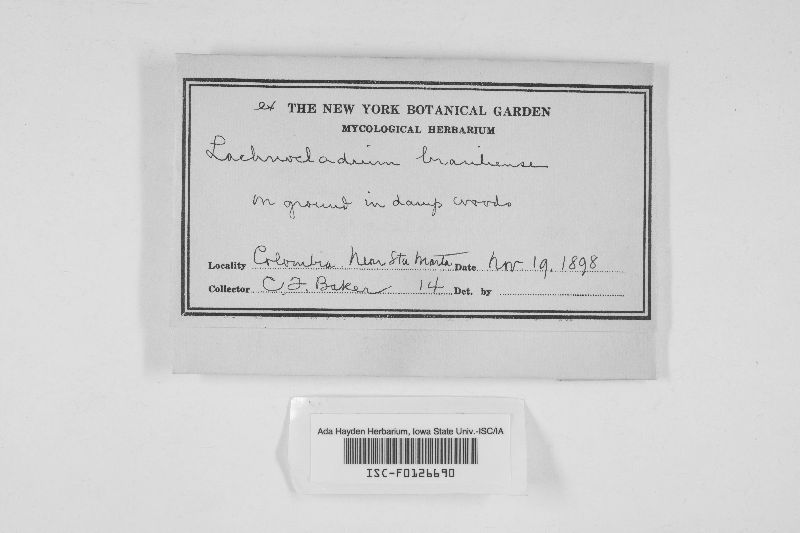 ex THE NEW YORK BOTANICAL GARDEN
MYCOLOGICAL HERBARIUM
Lachnocladium brasiliense
on ground in damp woods
Locality Colombia Near Sta Marta Date Nov. 19. 1898
Collector C. F. Baker 14 Det. by
Ada Hayden Herbarium, Iowa State Univ.-ISC/IA
ISC-F0126690